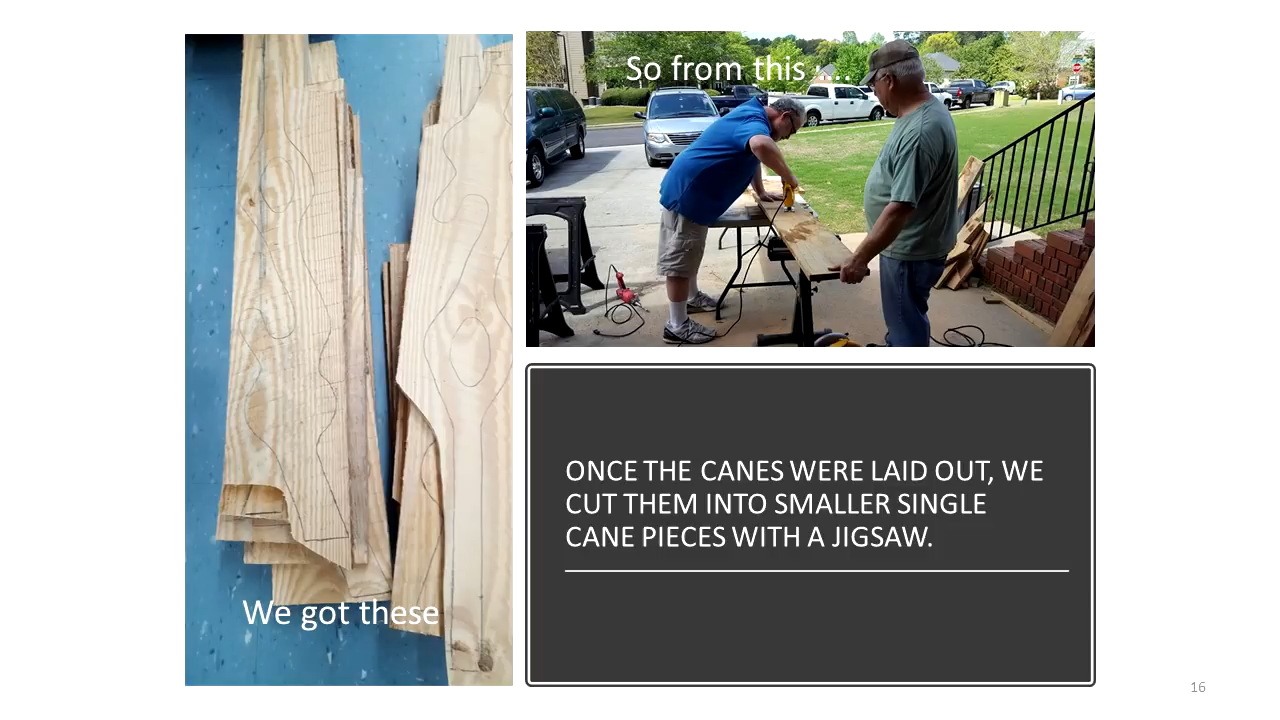 So from this ....
We got these
ONCE THE CANES WERE LAID OUT, WE
CUT THEM INTO SMALLER SINGLE
CANE PIECES WITH A JIGSAW.
16